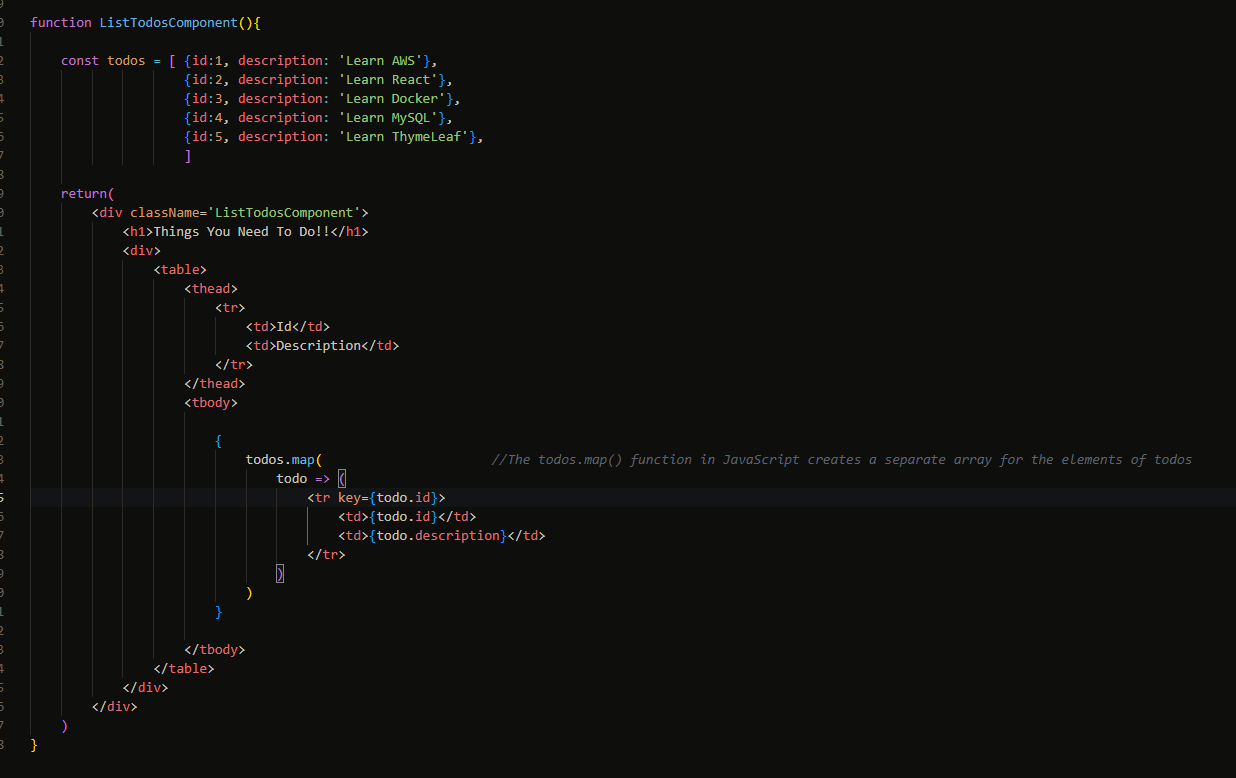 function ListTodosComponent(){
const todos = [ {id:1, description: 'Learn AWS'},
{id:2, description: 'Learn React'},
{id:3, description: 'Learn Docker'},
{id:4, description: 'Learn MySQL'},
{id:5, description: 'Learn ThymeLeaf'},
]
return(
<div className='ListTodosComponent'>
<h1>Things You Need To Do!!</h1>
<div>
<table>
<thead>
<tr>
<td>Id</td>
<td>Description</td>
</tr>
</thead>
<tbody>
{
todos.map( //The todos.map() function in JavaScript creates a separate array for the elements of todos
todo => (
<tr key={todo.id}>
<td>{todo.id}</td>
<td>{todo.description}</td>
</tr>
)
)
}
</tbody>
</table>
</div>
</div>
)
}